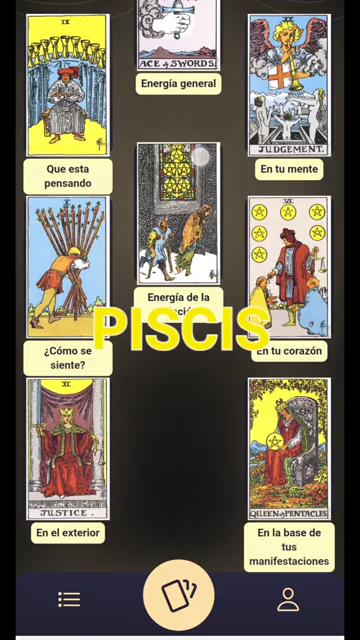 IX
ACE of SWORDS.
Energía general
JUDGEMENT.
Que esta
pensando
En tu mente
X
VI
Energía de la
PISCIS
¿Cómo se
siente?
En tu corazón
XI
JUSTICE.
QUEEN of PENTACLES
En el exterior
En la base de
tus
manifestaciones